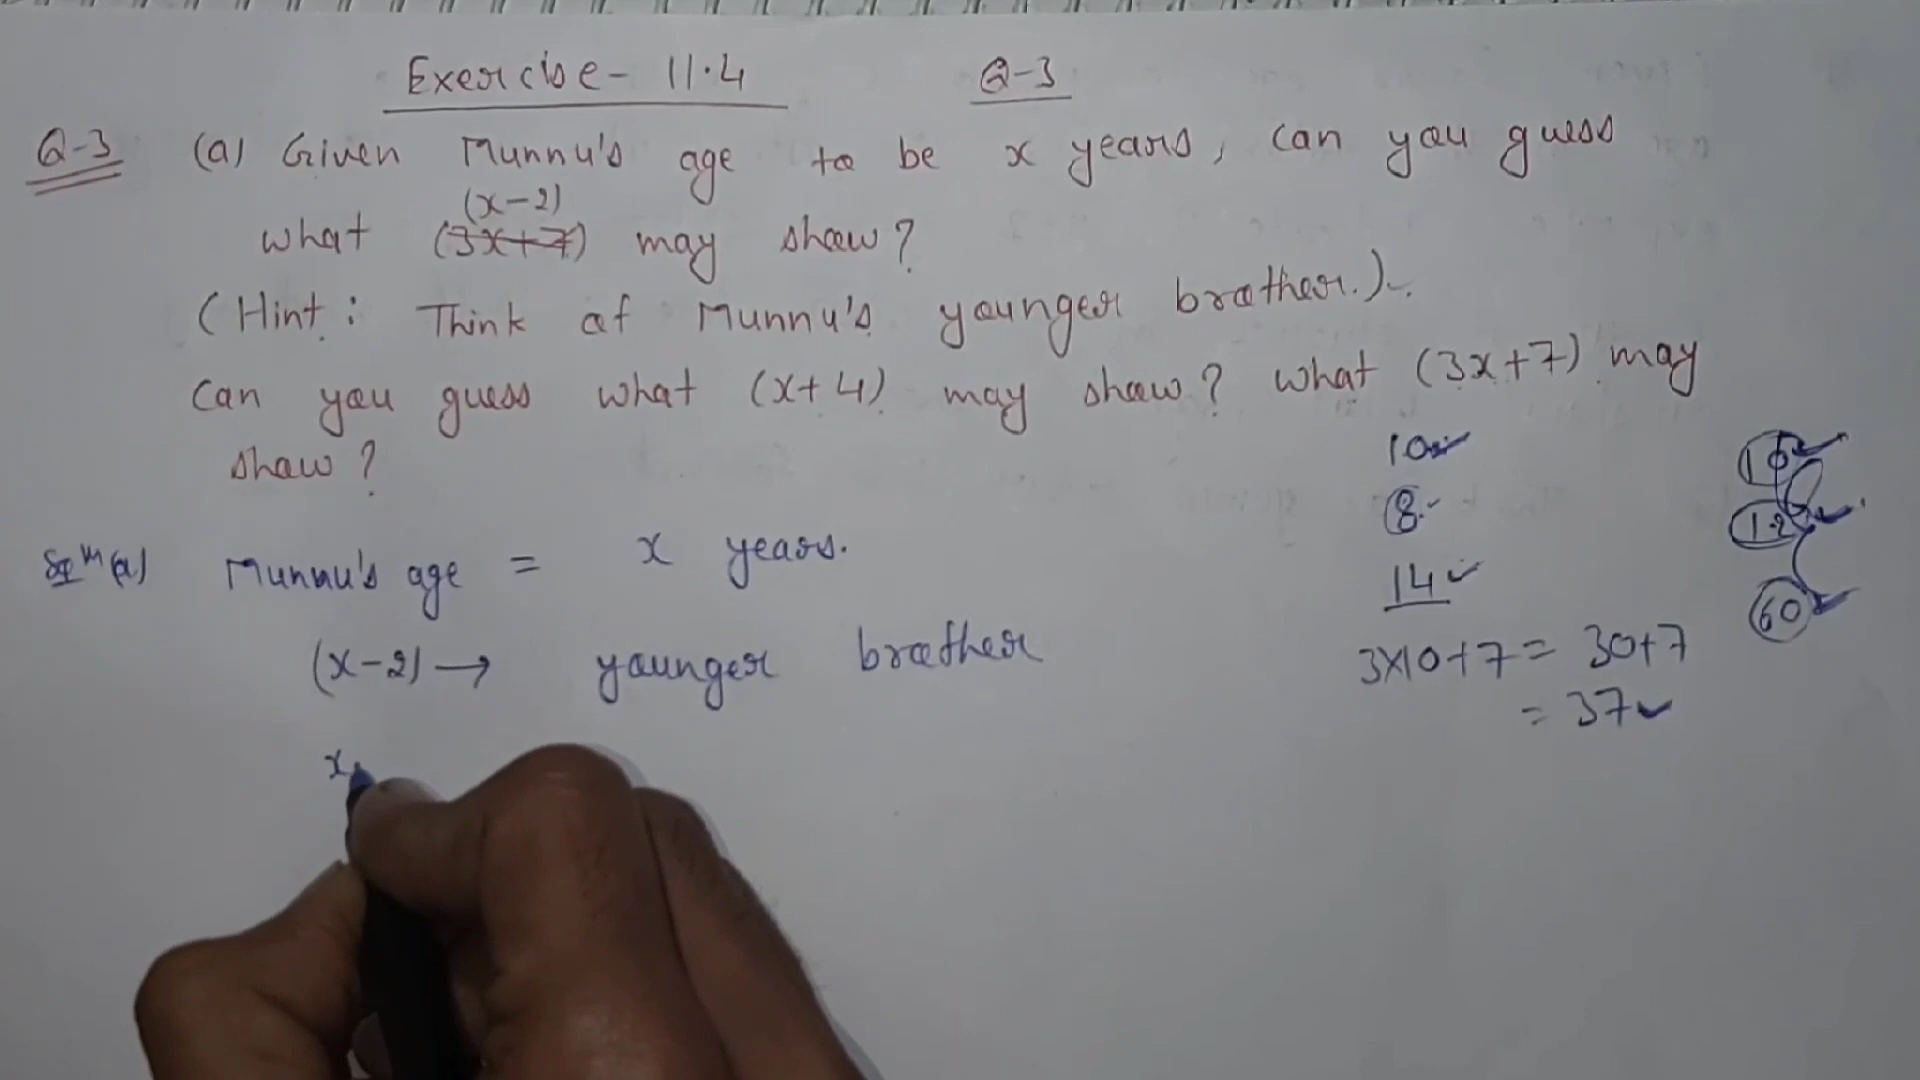 Exercise- 11.4 Q-3
Q-3 (a) Given Munnu's age to be x years, can you guess
(x-2)
what (3x+7) may show?
(Hint: Think of Munnu's younger brother.)
Can you guess what (x+4) may show? what (3x+7) may
show?
10
8
14
3x10+7 = 30+7
= 37
10
12
60
Solⁿ(a) Munnu's age = x years.
(x-2) → younger brother
x